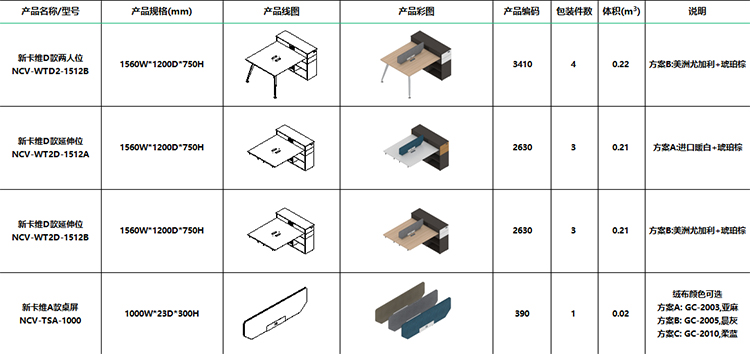 产品名称/型号 产品规格(mm) 产品线图 产品彩图 产品编码 包装件数 体积(m³) 说明
新卡维D款两人位
NCV-WTD2-1512B
1560W*1200D*750H 3410 4 0.22 方案B:美洲尤加利+琥珀棕
新卡维D款延伸位
NCV-WT2D-1512A
1560W*1200D*750H 2630 3 0.21 方案A:进口暖白+琥珀棕
新卡维D款延伸位
NCV-WT2D-1512B
1560W*1200D*750H 2630 3 0.21 方案B:美洲尤加利+琥珀棕
新卡维A款桌屏
NCV-TSA-1000
1000W*23D*300H 390 1 0.02
绒布颜色可选
方案A: GC-2003,亚麻
方案B: GC-2005,晨灰
方案C: GC-2010,柔蓝